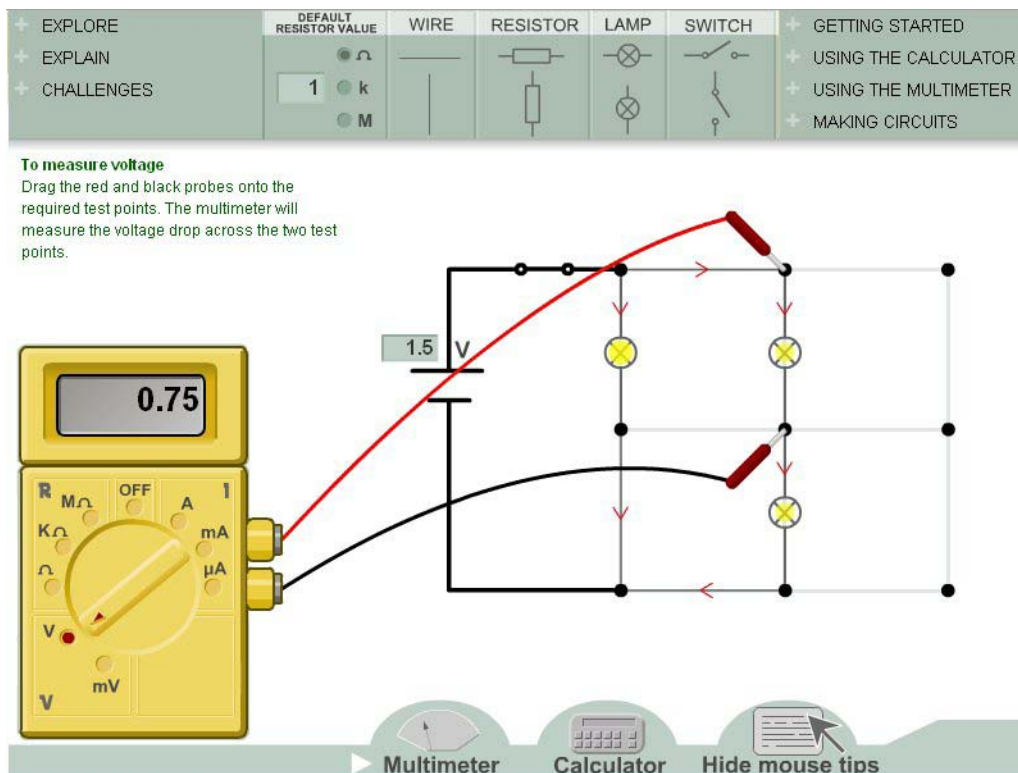 EXPLORE
EXPLAIN
CHALLENGES
DEFAULT
RESISTOR VALUE
Ω
1 k
M
WIRE
RESISTOR
LAMP
SWITCH
GETTING STARTED
USING THE CALCULATOR
USING THE MULTIMETER
MAKING CIRCUITS
To measure voltage
Drag the red and black probes onto the
required test points. The multimeter will
measure the voltage drop across the two test
points.
1.5 V
0.75
R
MΩ
OFF
A
I
KΩ
mA
Ω
µA
V
mV
V
Multimeter
Calculator
Hide mouse tips